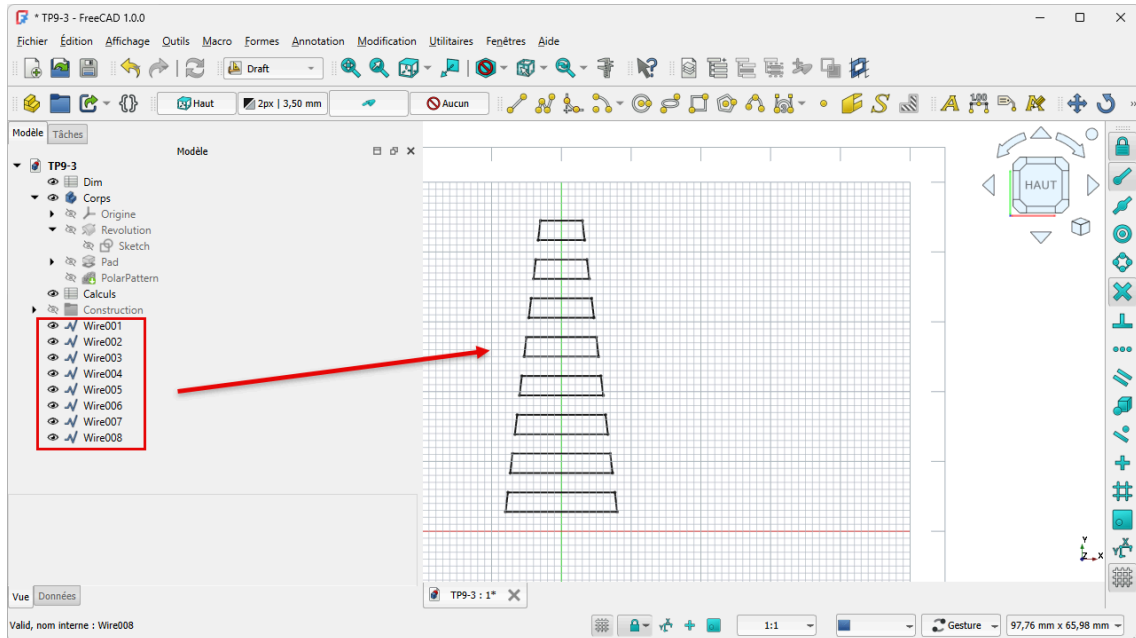 * TP9-3 - FreeCAD 1.0.0
Fichier Édition Affichage Outils Macro Formes Annotation Modification Utilitaires Fenêtres Aide
Draft
Haut 2px | 3,50 mm Aucun
Modèle Tâches
Modèle
TP9-3
Dim
Corps
Origine
Revolution
Sketch
Pad
PolarPattern
Calculs
Construction
Wire001
Wire002
Wire003
Wire004
Wire005
Wire006
Wire007
Wire008
HAUT
Y
Z X
Vue Données
TP9-3 : 1*
Valid, nom interne : Wire008
1:1
Gesture
97,76 mm x 65,98 mm